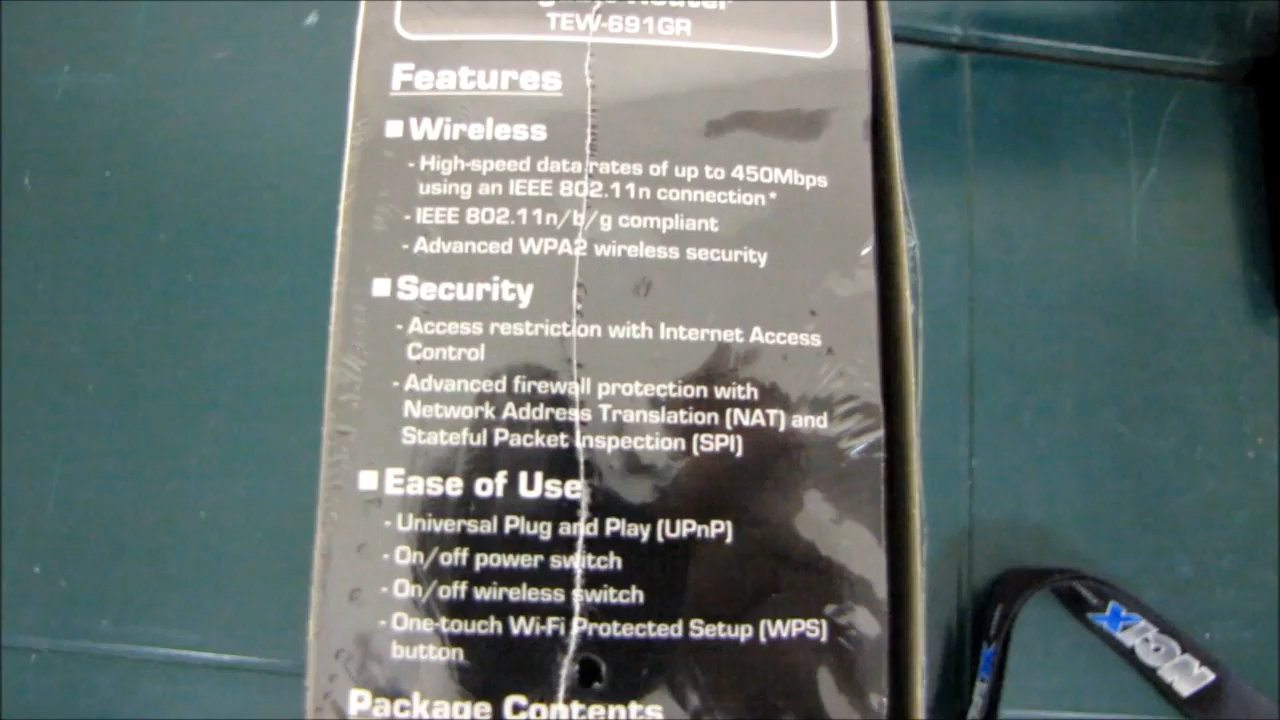 Router
TEW-691GR
Features
■ Wireless
- High-speed data rates of up to 450Mbps
using an IEEE 802.11n connection*
- IEEE 802.11n/b/g compliant
- Advanced WPA2 wireless security
■ Security
- Access restriction with Internet Access
Control
- Advanced firewall protection with
Network Address Translation (NAT) and
Stateful Packet Inspection (SPI)
■ Ease of Use
- Universal Plug and Play (UPnP)
- On/off power switch
- On/off wireless switch
- One-touch Wi-Fi Protected Setup (WPS)
button
Package Contents
XTION